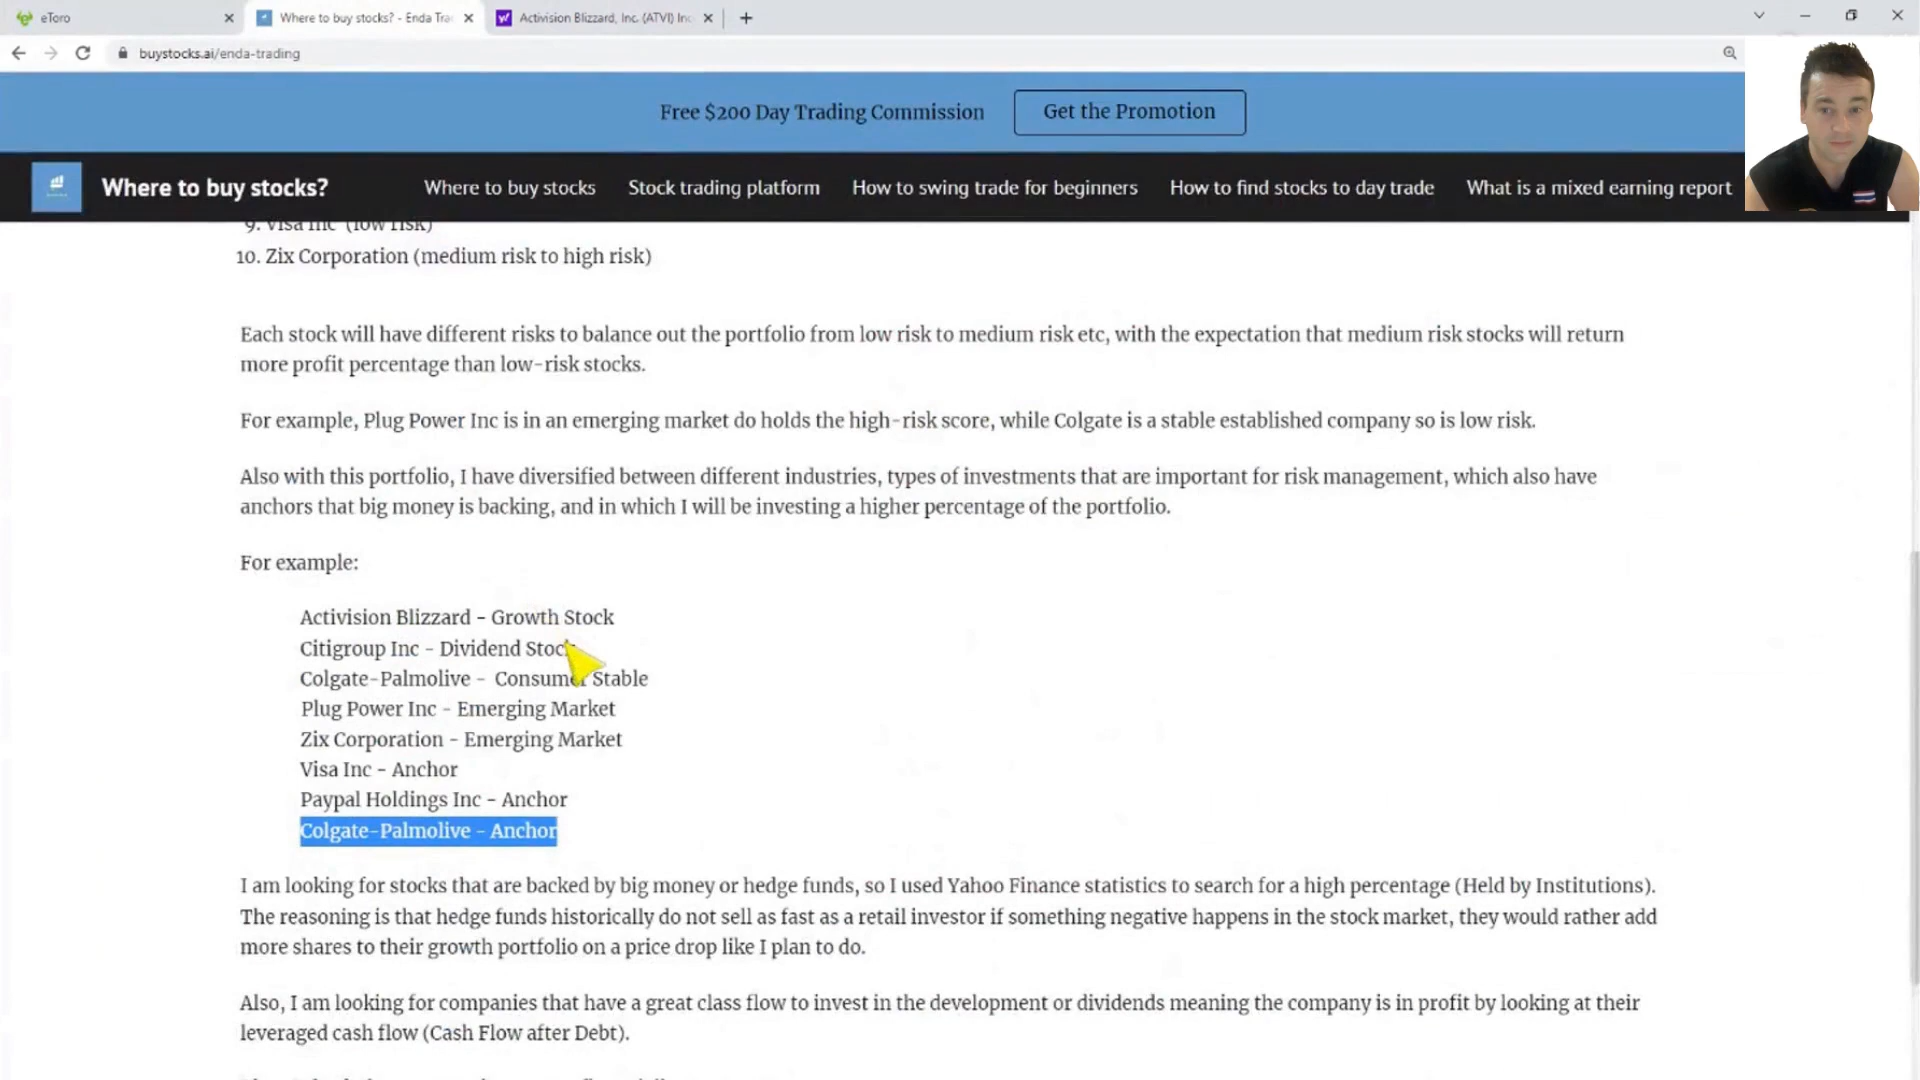 eToro
Where to buy stocks? - Enda Tra
Activision Blizzard, Inc. (ATVI) In
buystocks.ai/enda-trading
Free $200 Day Trading Commission
Get the Promotion
Where to buy stocks?
Where to buy stocks
Stock trading platform
How to swing trade for beginners
How to find stocks to day trade
What is a mixed earning report
9. Visa Inc (low risk)
10. Zix Corporation (medium risk to high risk)
Each stock will have different risks to balance out the portfolio from low risk to medium risk etc, with the expectation that medium risk stocks will return
more profit percentage than low-risk stocks.
For example, Plug Power Inc is in an emerging market do holds the high-risk score, while Colgate is a stable established company so is low risk.
Also with this portfolio, I have diversified between different industries, types of investments that are important for risk management, which also have
anchors that big money is backing, and in which I will be investing a higher percentage of the portfolio.
For example:
Activision Blizzard - Growth Stock
Citigroup Inc - Dividend Stock
Colgate-Palmolive - Consumer Stable
Plug Power Inc - Emerging Market
Zix Corporation - Emerging Market
Visa Inc - Anchor
Paypal Holdings Inc - Anchor
Colgate-Palmolive - Anchor
I am looking for stocks that are backed by big money or hedge funds, so I used Yahoo Finance statistics to search for a high percentage (Held by Institutions).
The reasoning is that hedge funds historically do not sell as fast as a retail investor if something negative happens in the stock market, they would rather add
more shares to their growth portfolio on a price drop like I plan to do.
Also, I am looking for companies that have a great class flow to invest in the development or dividends meaning the company is in profit by looking at their
leveraged cash flow (Cash Flow after Debt).